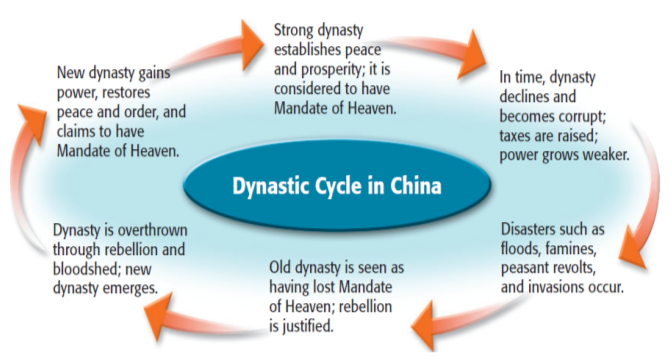 Strong dynasty
establishes peace
and prosperity; it is
considered to have
Mandate of Heaven.
In time, dynasty
declines and
becomes corrupt;
taxes are raised;
power grows weaker.
Disasters such as
floods, famines,
peasant revolts,
and invasions occur.
Old dynasty is seen as
having lost Mandate
of Heaven; rebellion
is justified.
Dynasty is overthrown
through rebellion and
bloodshed; new
dynasty emerges.
New dynasty gains
power, restores
peace and order, and
claims to have
Mandate of Heaven.
Dynastic Cycle in China